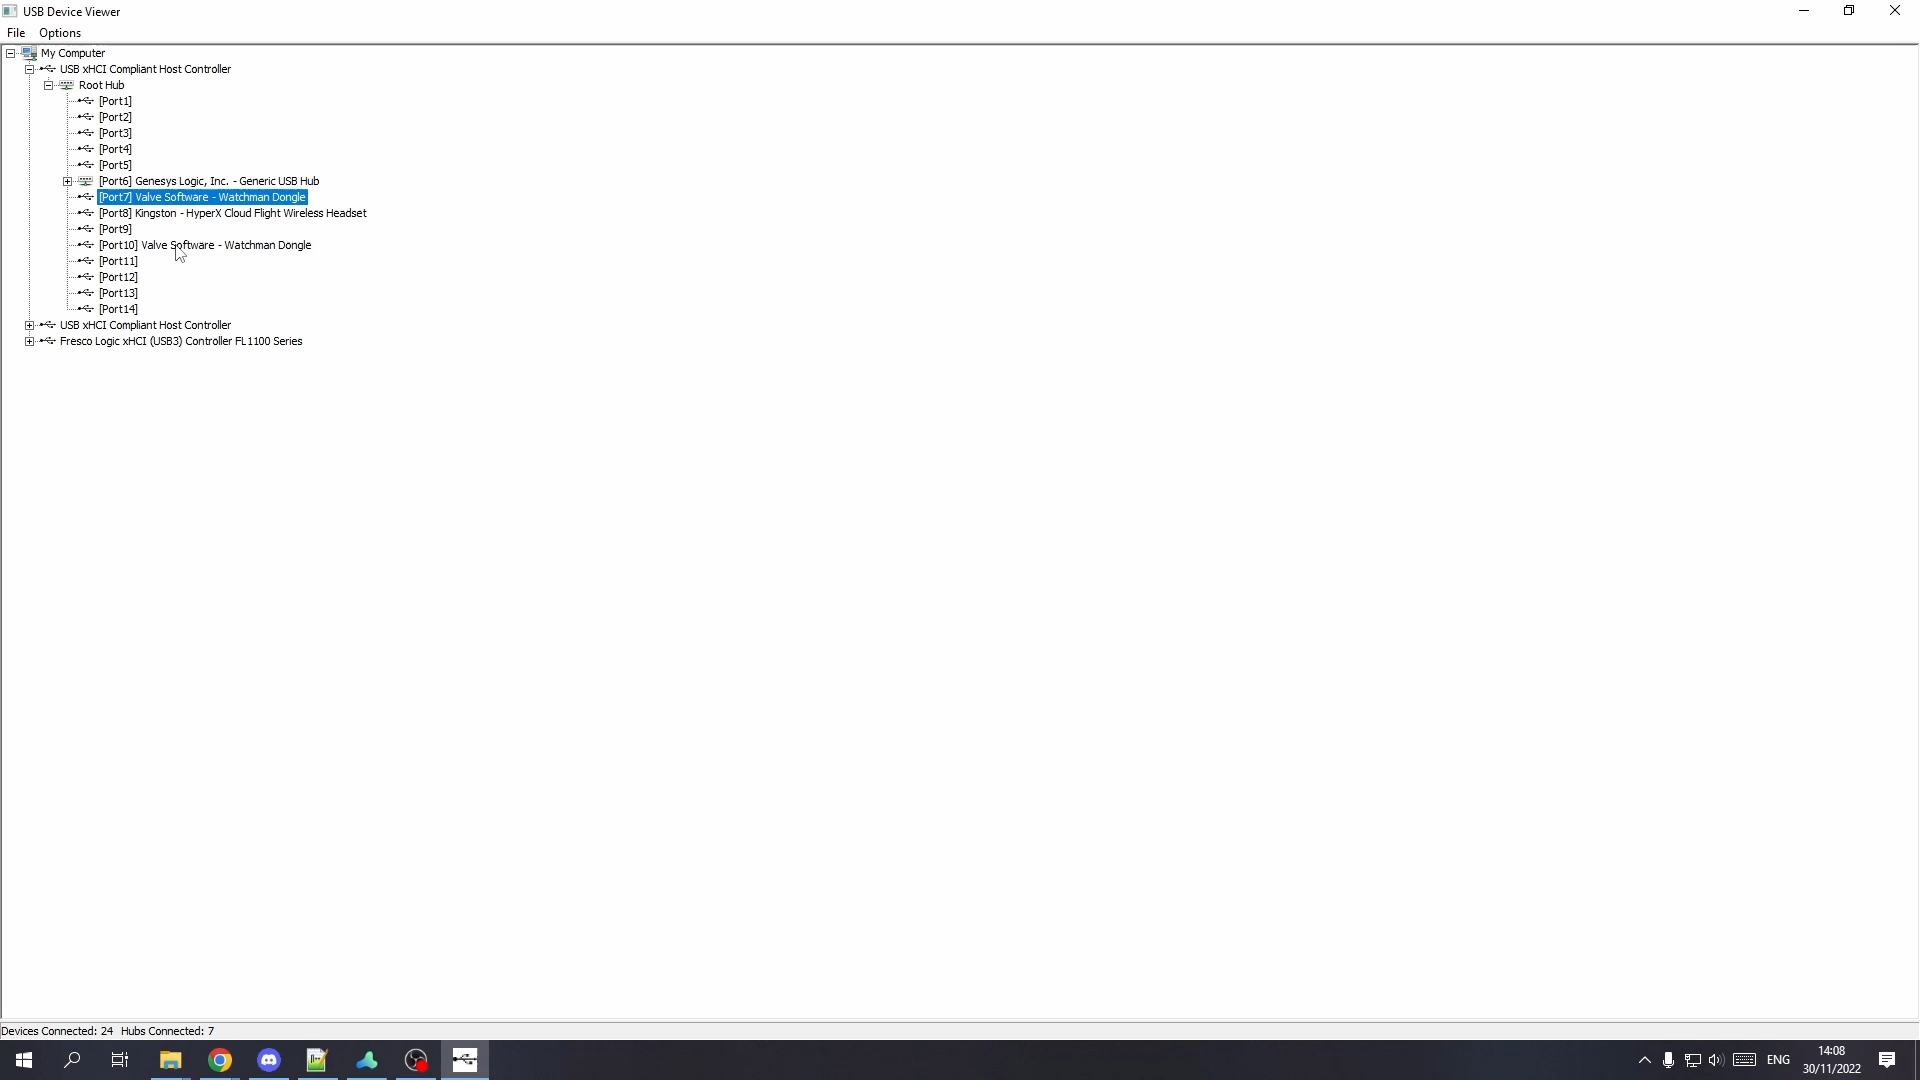 USB Device Viewer
File Options
My Computer
USB xHCI Compliant Host Controller
Root Hub
[Port1]
[Port2]
[Port3]
[Port4]
[Port5]
[Port6] Genesys Logic, Inc. - Generic USB Hub
[Port7] Valve Software - Watchman Dongle
[Port8] Kingston - HyperX Cloud Flight Wireless Headset
[Port9]
[Port10] Valve Software - Watchman Dongle
[Port11]
[Port12]
[Port13]
[Port14]
USB xHCI Compliant Host Controller
Fresco Logic xHCI (USB3) Controller FL1100 Series
Devices Connected: 24 Hubs Connected: 7
ENG
14:08
30/11/2022